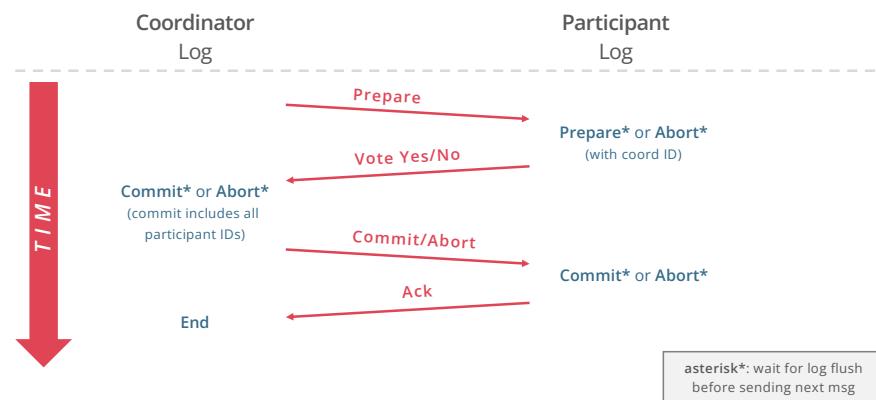 Coordinator
Log
Participant
Log
TIME
Prepare
Prepare* or Abort*
(with coord ID)
Vote Yes/No
Commit* or Abort*
(commit includes all
participant IDs)
Commit/Abort
Commit* or Abort*
Ack
End
asterisk*: wait for log flush
before sending next msg